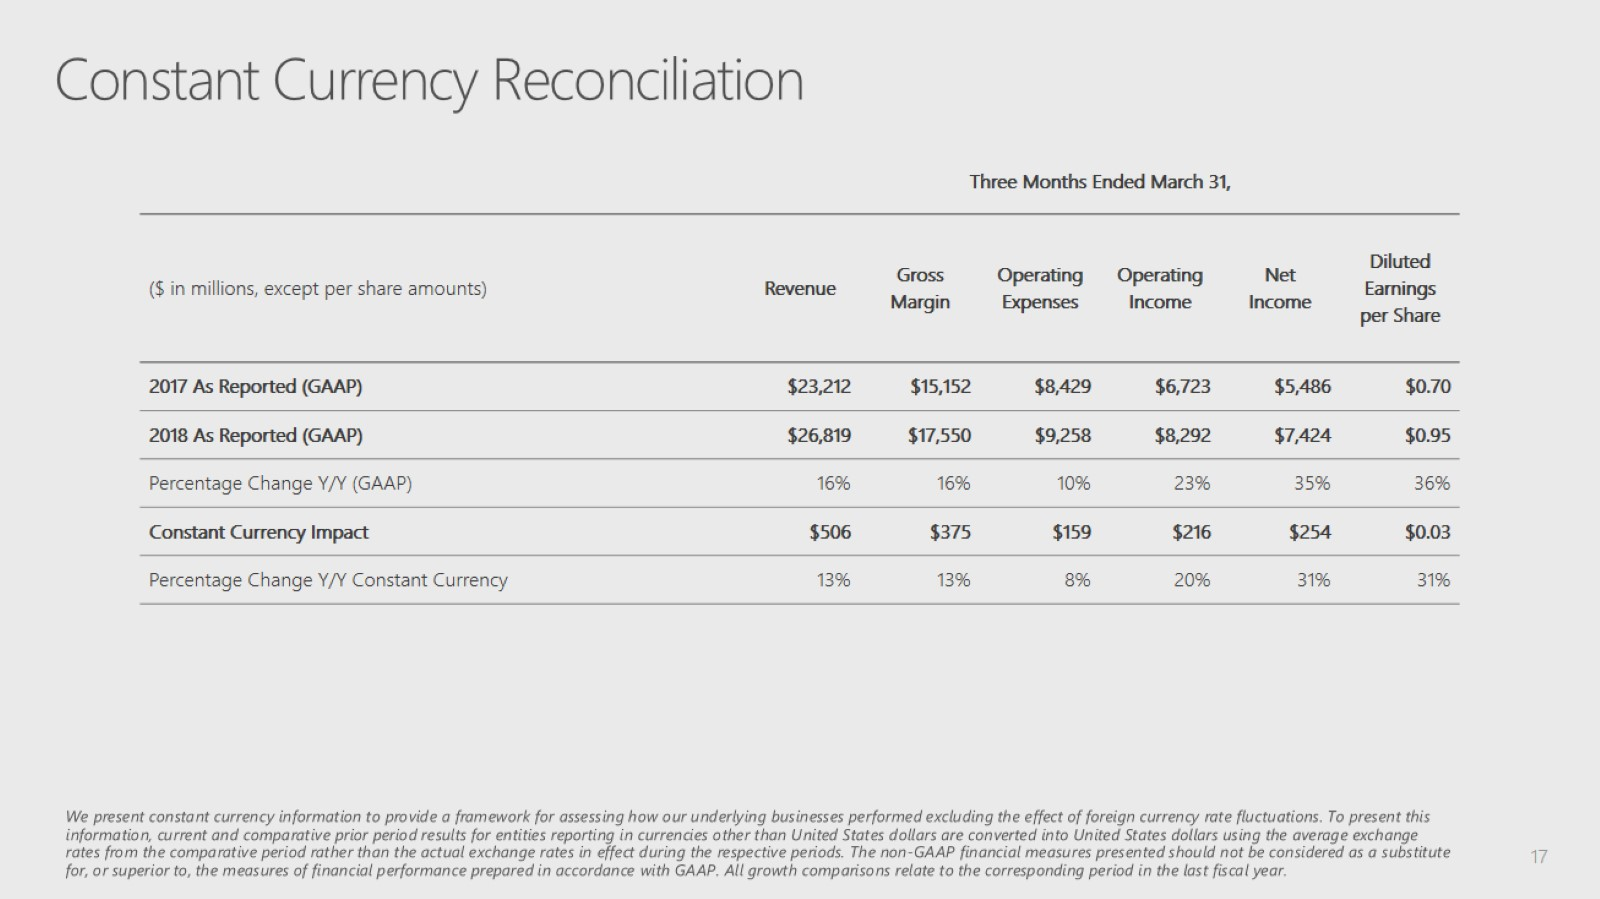 Constant Currency Reconciliation
Three Months Ended March 31,
($ in millions, except per share amounts) Revenue Gross Margin Operating Expenses Operating Income Net Income Diluted Earnings per Share
2017 As Reported (GAAP) $23,212 $15,152 $8,429 $6,723 $5,486 $0.70
2018 As Reported (GAAP) $26,819 $17,550 $9,258 $8,292 $7,424 $0.95
Percentage Change Y/Y (GAAP) 16% 16% 10% 23% 35% 36%
Constant Currency Impact $506 $375 $159 $216 $254 $0.03
Percentage Change Y/Y Constant Currency 13% 13% 8% 20% 31% 31%
We present constant currency information to provide a framework for assessing how our underlying businesses performed excluding the effect of foreign currency rate fluctuations. To present this
information, current and comparative prior period results for entities reporting in currencies other than United States dollars are converted into United States dollars using the average exchange
rates from the comparative period rather than the actual exchange rates in effect during the respective periods. The non-GAAP financial measures presented should not be considered as a substitute
for, or superior to, the measures of financial performance prepared in accordance with GAAP. All growth comparisons relate to the corresponding period in the last fiscal year.
17